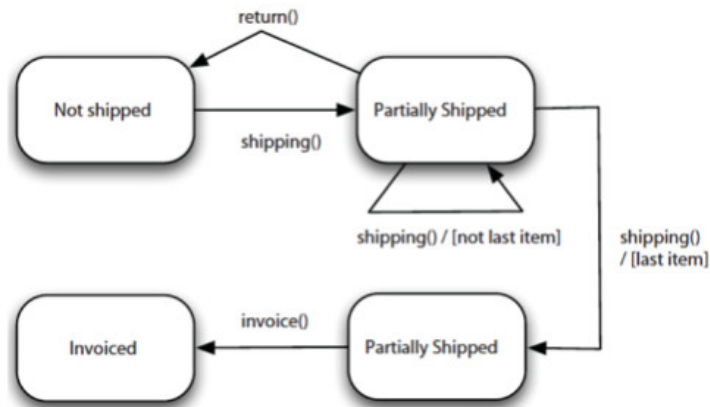 return()
Not shipped
Partially Shipped
shipping()
shipping() / [not last item]
shipping()
/ [last item]
invoice()
Invoiced
Partially Shipped